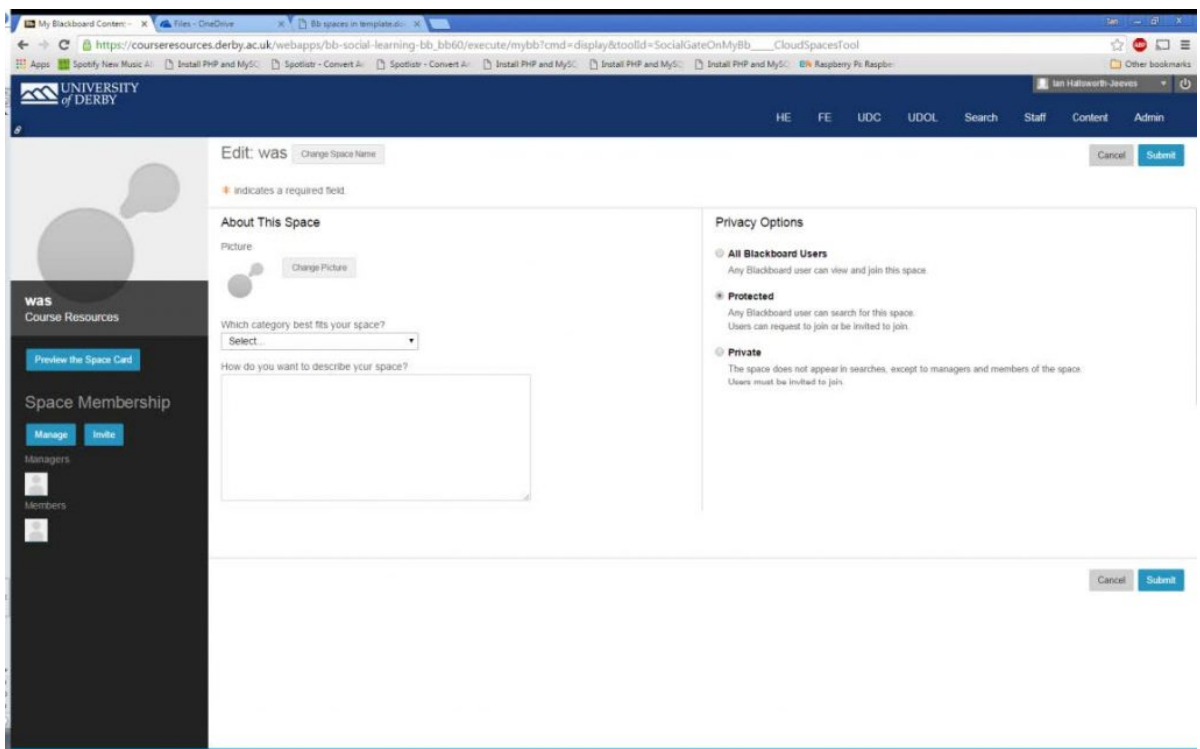 My Blackboard Content -
Files - OneDrive
Bb spaces in template.do
Ian
https://courseresources.derby.ac.uk/webapps/bb-social-learning-bb_bb60/execute/mybb?cmd=display&toolId=SocialGateOnMyBb____CloudSpacesTool
Apps Spotify New Music Al Install PHP and MySC Spotlistr - Convert A Spotlistr - Convert A Install PHP and MySC Install PHP and MySC Install PHP and MySC Raspberry Pi: Raspbe Other bookmarks
UNIVERSITY
of DERBY
HE FE UDC UDOL Search Staff Content Admin
Edit: was Change Space Name
Cancel Submit
indicates a required field.
About This Space
Picture
Change Picture
Which category best fits your space?
Select...
How do you want to describe your space?
Privacy Options
All Blackboard Users
Any Blackboard user can view and join this space.
Protected
Any Blackboard user can search for this space.
Users can request to join or be invited to join.
Private
The space does not appear in searches, except to managers and members of the space.
Users must be invited to join.
was
Course Resources
Preview the Space Card
Space Membership
Manage Invite
Managers
Members
Cancel Submit